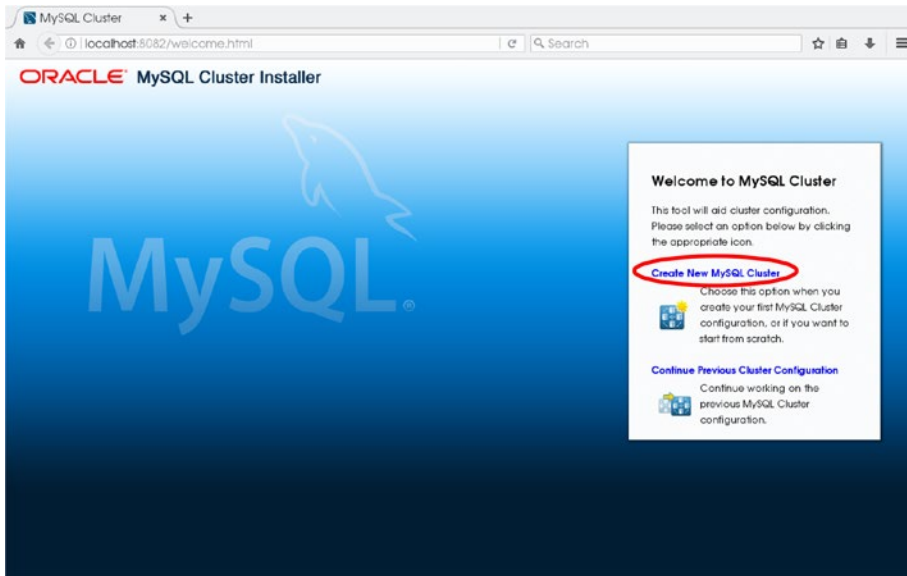 MySQL Cluster
localhost:8082/welcome.html
Search
ORACLE® MySQL Cluster Installer
MySQL®
Welcome to MySQL Cluster
This tool will aid cluster configuration.
Please select an option below by clicking
the appropriate icon.
Create New MySQL Cluster
Choose this option when you
create your first MySQL Cluster
configuration, or if you want to
start from scratch.
Continue Previous Cluster Configuration
Continue working on the
previous MySQL Cluster
configuration.